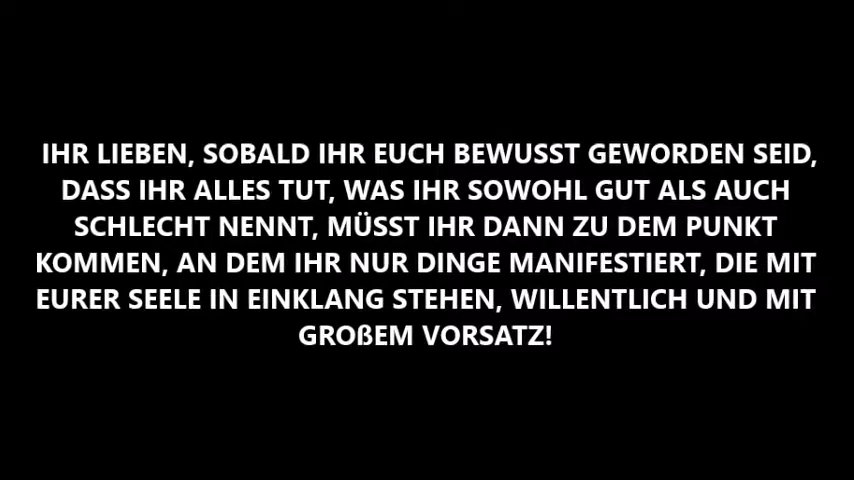 IHR LIEBEN, SOBALD IHR EUCH BEWUSST GEWORDEN SEID,
DASS IHR ALLES TUT, WAS IHR SOWOHL GUT ALS AUCH
SCHLECHT NENNT, MÜSST IHR DANN ZU DEM PUNKT
KOMMEN, AN DEM IHR NUR DINGE MANIFESTIERT, DIE MIT
EURER SEELE IN EINKLANG STEHEN, WILLENTLICH UND MIT
GROßEM VORSATZ!